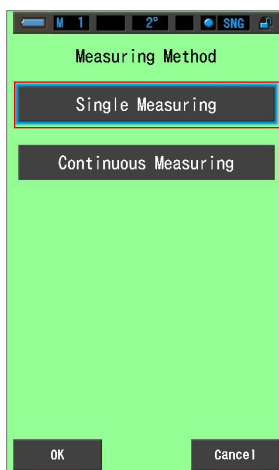 M 1 2° SNG
Measuring Method
Single Measuring
Continuous Measuring
OK Cancel